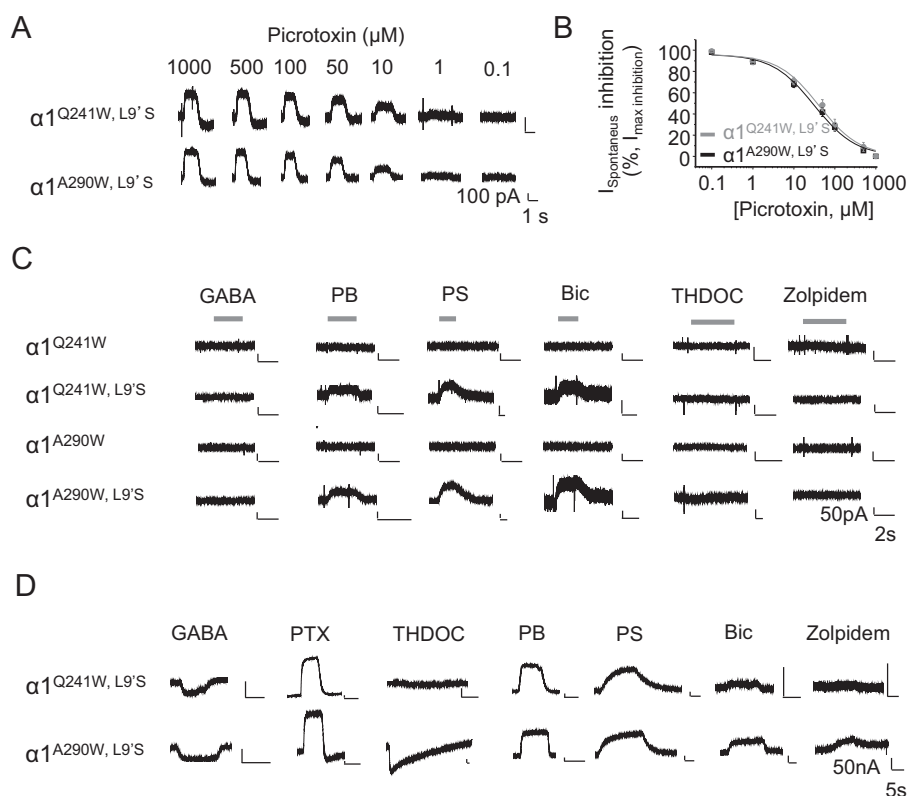 A
Picrotoxin (μM)
1000 500 100 50 10 1 0.1
α1Q241W, L9'S
α1A290W, L9'S
100 pA
1 s
B
100
80
60
40
20
0
ISpontaneus inhibition
(%, Imax inhibition)
α1Q241W, L9'S
α1A290W, L9'S
0.1 1 10 100 1000
[Picrotoxin, μM]
C
GABA PB PS Bic THDOC Zolpidem
α1Q241W
α1Q241W, L9'S
α1A290W
α1A290W, L9'S
50pA
2s
D
GABA PTX THDOC PB PS Bic Zolpidem
α1Q241W, L9'S
α1A290W, L9'S
50nA
5s